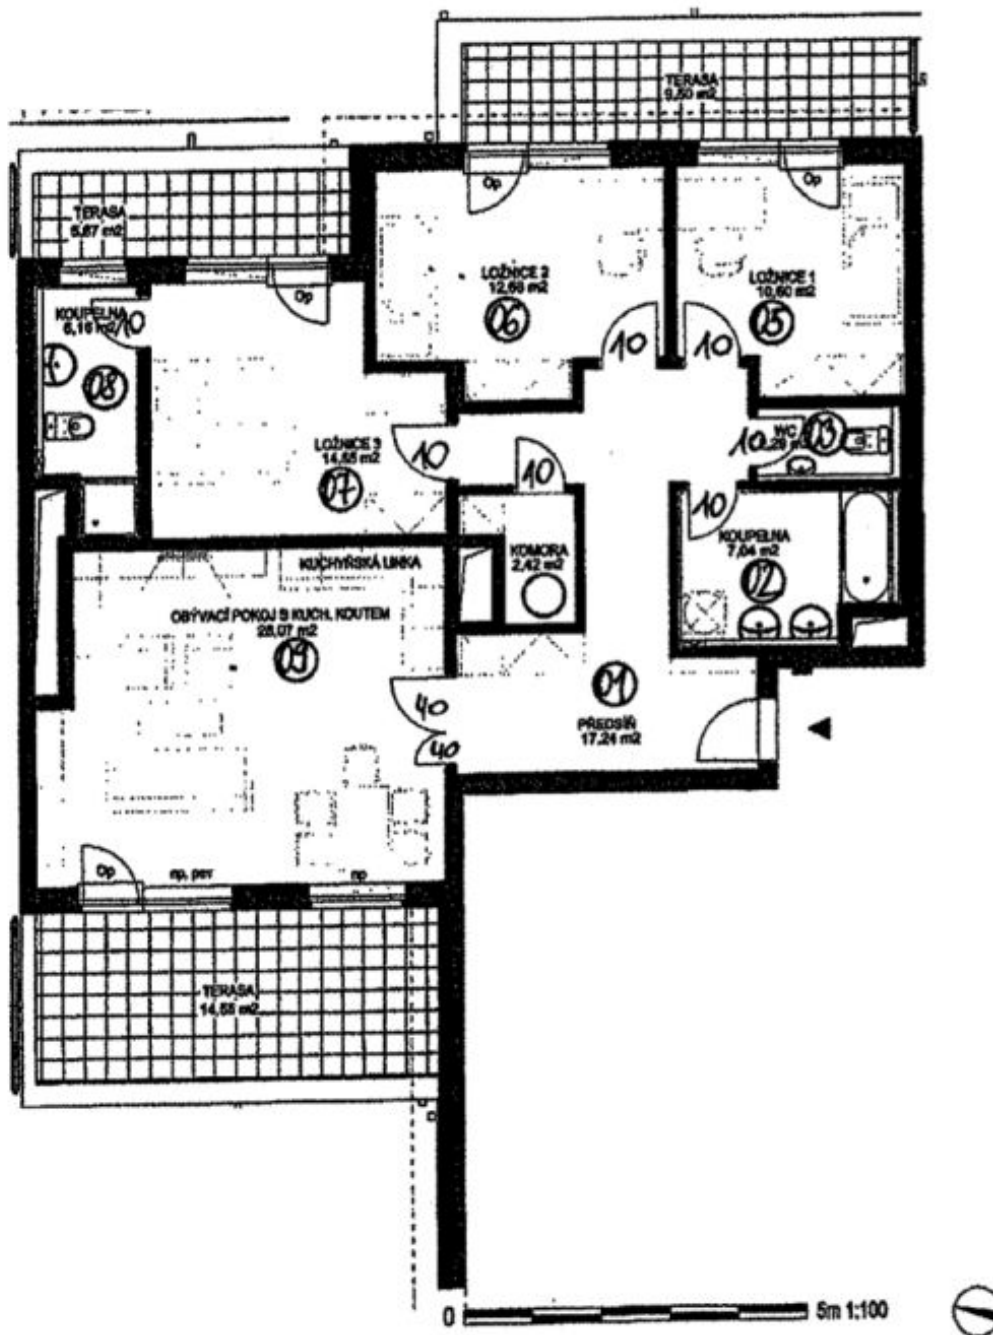 TERASA
9,50 m2
TERASA
5,67 m2
Op
Op
Op
LOŽNICE 2
12,68 m2
06
LOŽNICE 1
10,60 m2
05
KOUPELNA
6,16 m2
10
08
10
10
LOŽNICE 3
14,55 m2
07
10
10
WC
03
10
10
KOUPELNA
7,04 m2
02
KOMORA
2,42 m2
KUCHYŇSKÁ LINKA
OBÝVACÍ POKOJ S KUCH. KOUTEM
28,07 m2
09
01
PŘEDSÍŇ
17,24 m2
40
40
Op
np, psv
np
TERASA
14,55 m2
0
5m 1:100